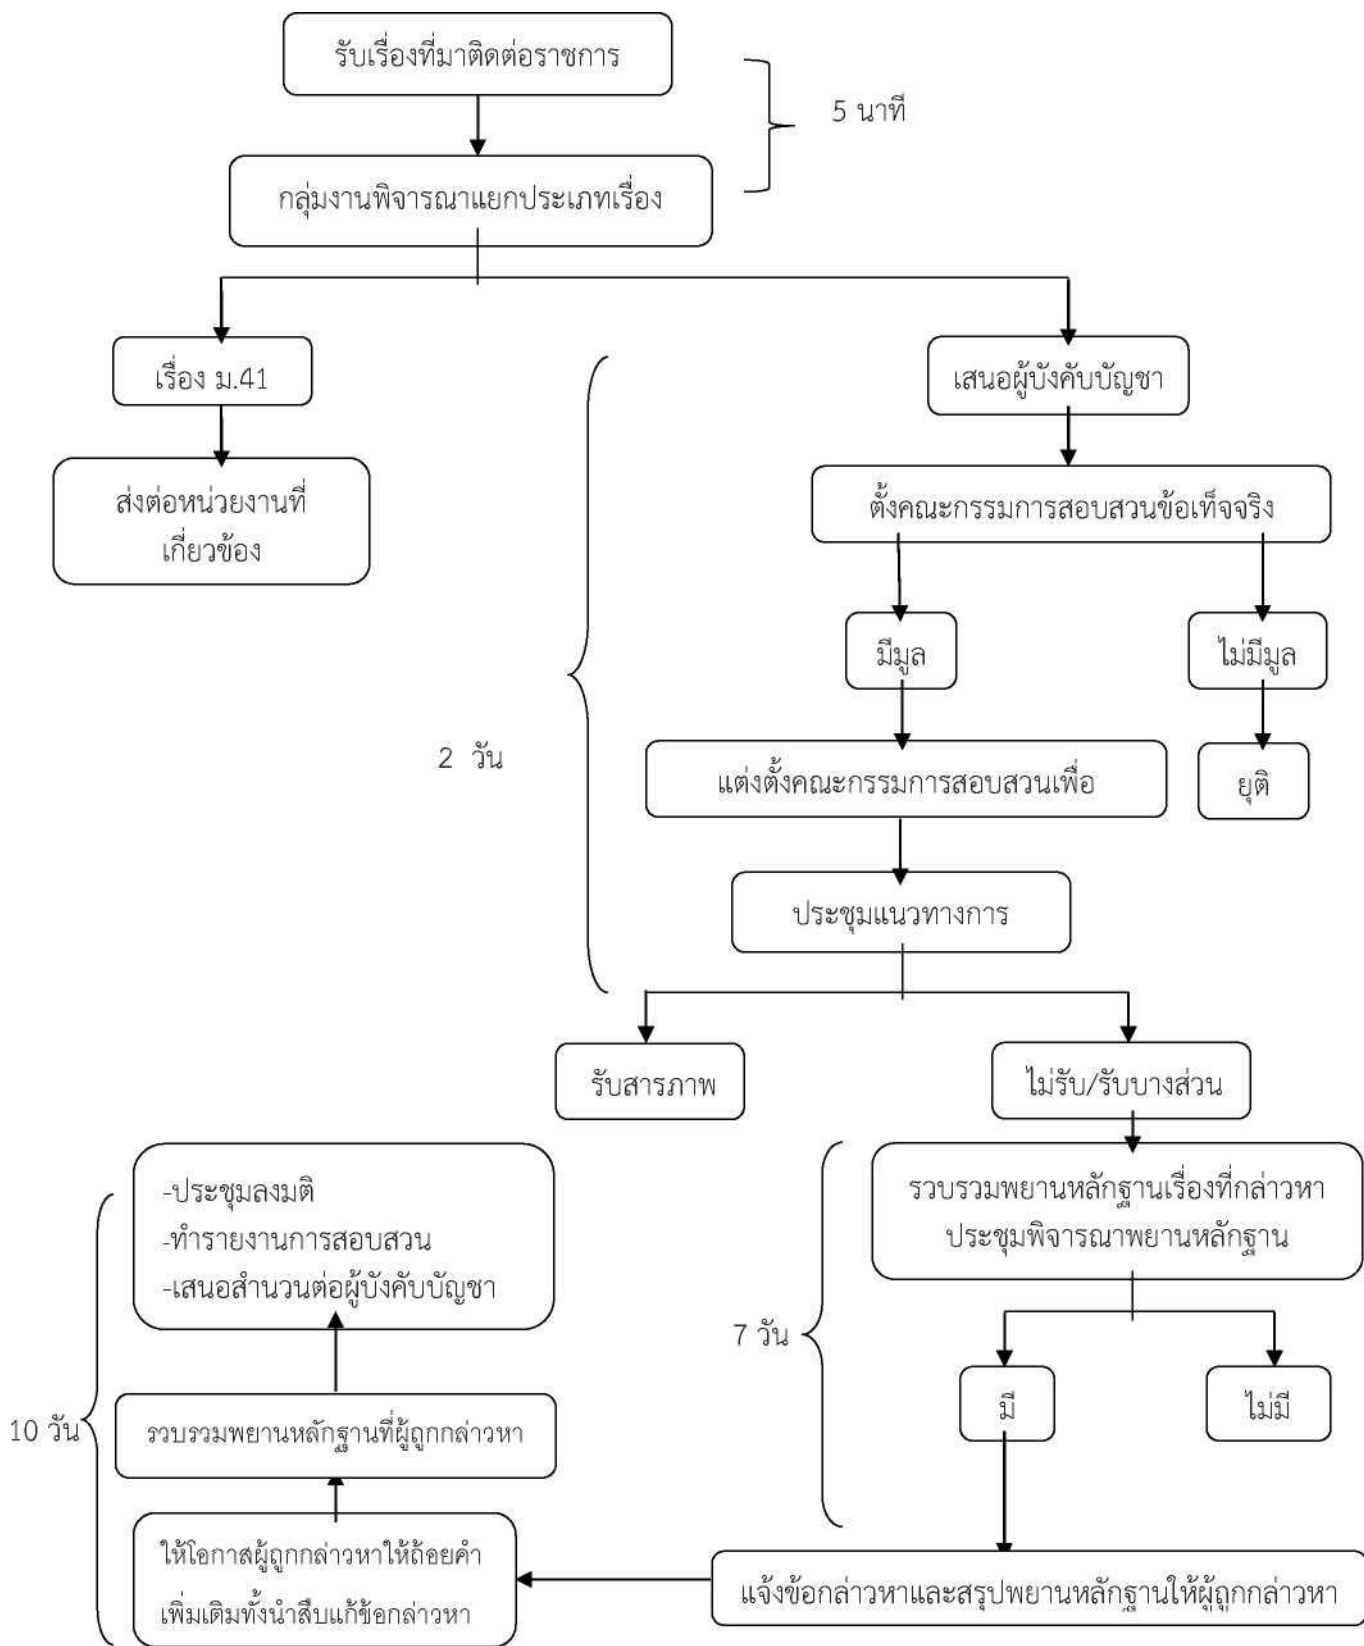 รับเรื่องที่มาติดต่อราชการ
5 นาที
กลุ่มงานพิจารณาแยกประเภทเรื่อง
เรื่อง ม.41
เสนอผู้บังคับบัญชา
ส่งต่อหน่วยงานที่
เกี่ยวข้อง
ตั้งคณะกรรมการสอบสวนข้อเท็จจริง
มีมูล
ไม่มีมูล
2 วัน
แต่งตั้งคณะกรรมการสอบสวนเพื่อ
ยุติ
ประชุมแนวทางการ
รับสารภาพ
ไม่รับ/รับบางส่วน
รวบรวมพยานหลักฐานเรื่องที่กล่าวหา
ประชุมพิจารณาพยานหลักฐาน
7 วัน
มี
ไม่มี
แจ้งข้อกล่าวหาและสรุปพยานหลักฐานให้ผู้ถูกกล่าวหา
-ประชุมลงมติ
-ทำรายงานการสอบสวน
-เสนอสำนวนต่อผู้บังคับบัญชา
10 วัน
รวบรวมพยานหลักฐานที่ผู้ถูกกล่าวหา
ให้โอกาสผู้ถูกกล่าวหาให้ถ้อยคำ
เพิ่มเติมทั้งนำสืบแก้ข้อกล่าวหา